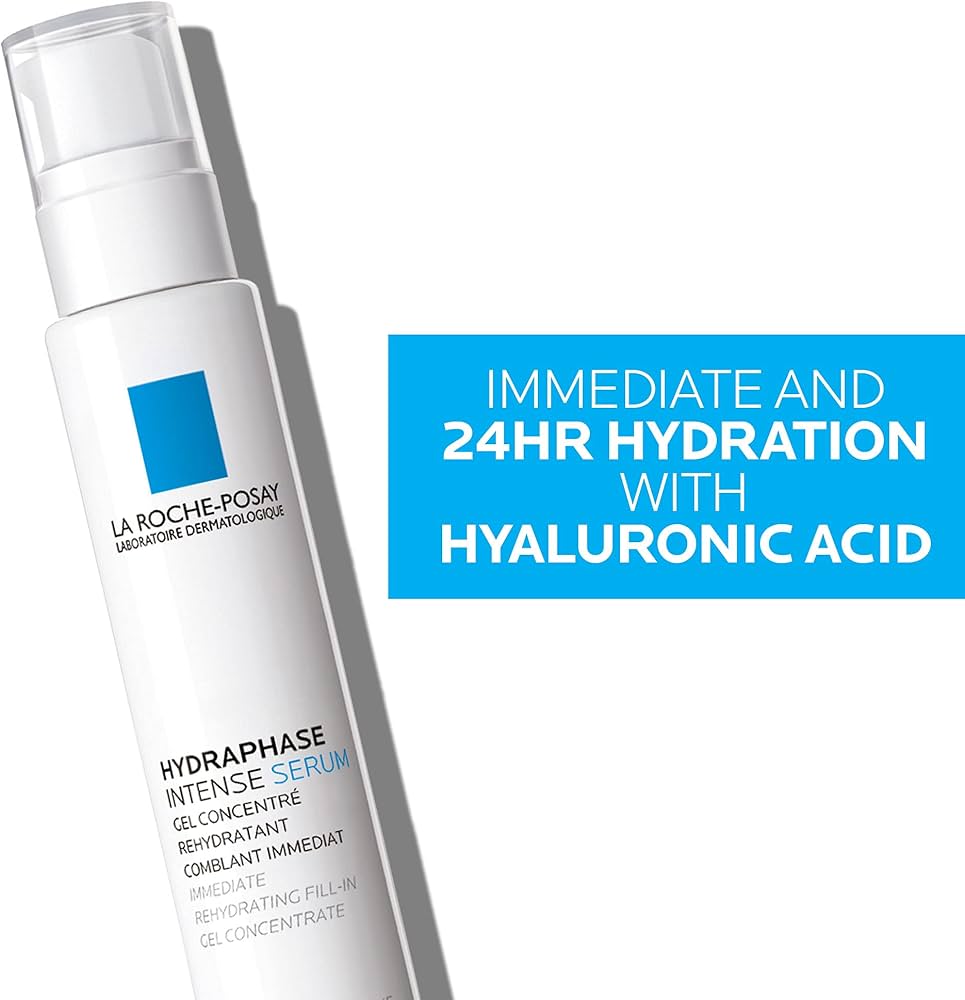 LA ROCHE-POSAY
LABORATOIRE DERMATOLOGIQUE
HYDRAPHASE
INTENSE SERUM
GEL CONCENTRÉ
REHYDRATANT
COMBLANT IMMEDIAT
IMMEDIATE
REHYDRATING FILL-IN
GEL CONCENTRATE
IMMEDIATE AND
24HR HYDRATION
WITH
HYALURONIC ACID